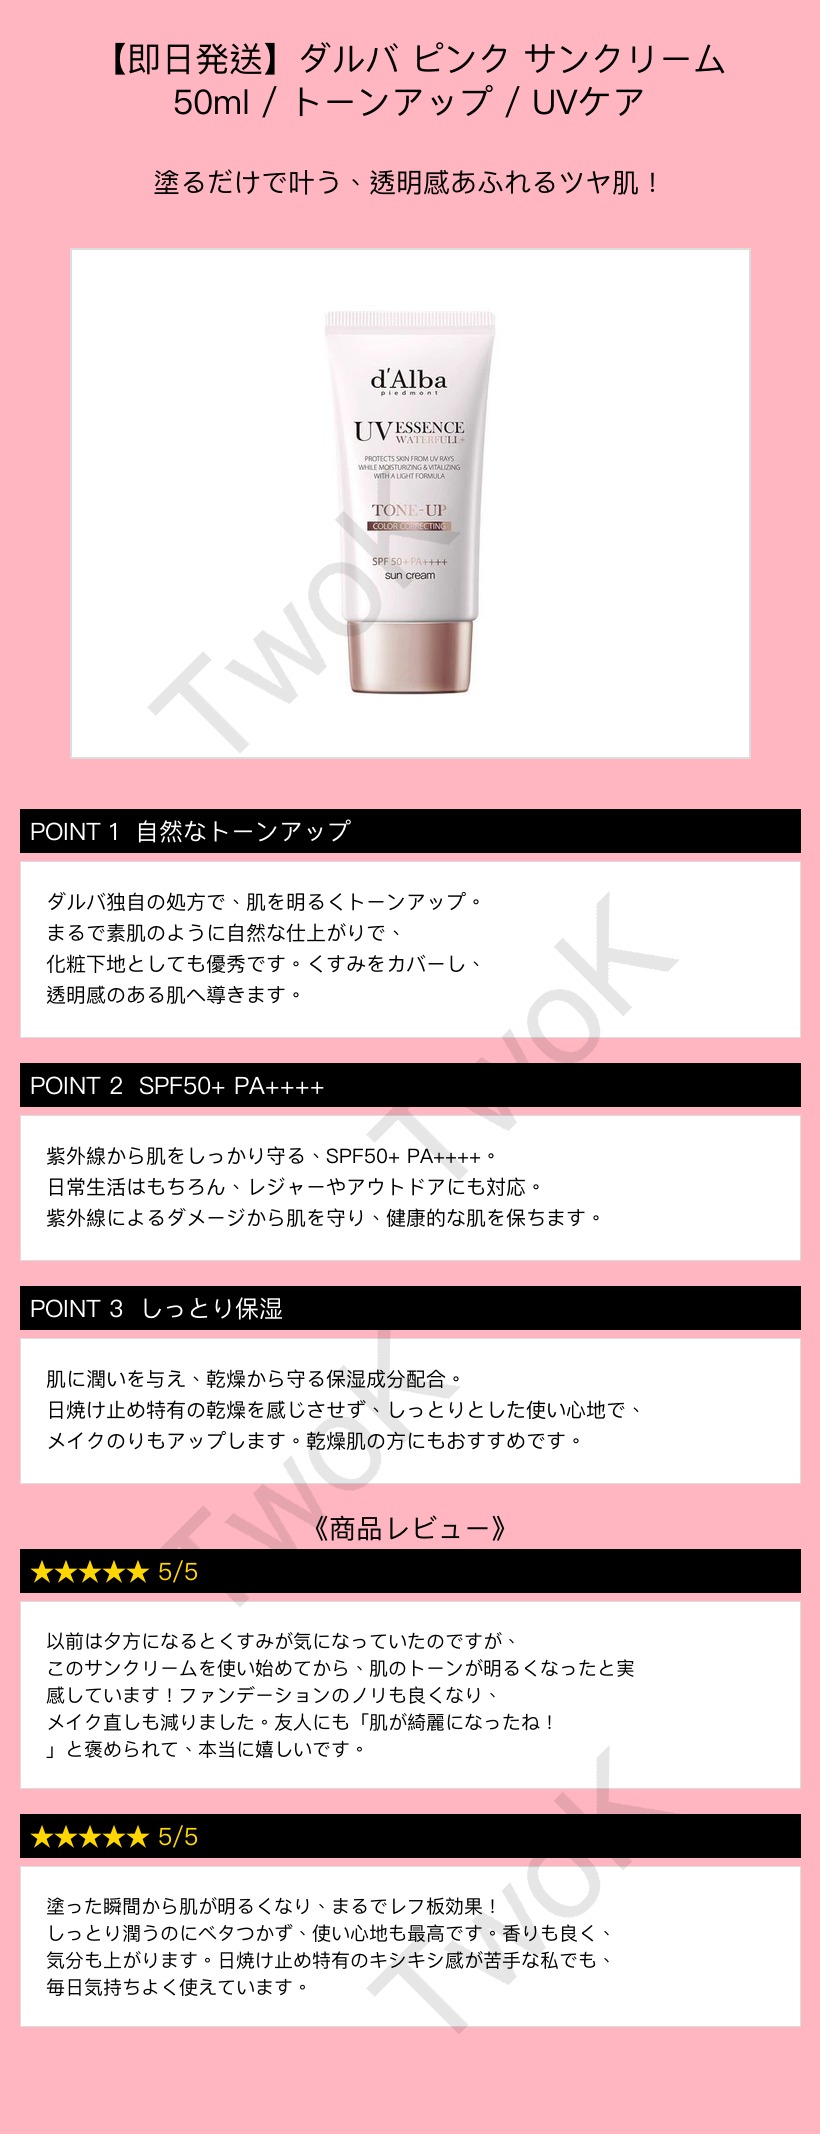 【即日発送】ダルバ ピンク サンクリーム
50ml / トーンアップ / UVケア
塗るだけで叶う、透明感あふれるツヤ肌！
d'Alba
piedmont
UV ESSENCE
WATERFULL+
PROTECTS SKIN FROM UV RAYS
WHILE MOISTURIZING & VITALIZING
WITH A LIGHT FORMULA
TONE-UP
COLOR CORRECTING
SPF 50+ PA++++
sun cream
TwoK
POINT 1 自然なトーンアップ
ダルバ独自の処方で、肌を明るくトーンアップ。
まるで素肌のように自然な仕上がりで、
化粧下地としても優秀です。くすみをカバーし、
透明感のある肌へ導きます。
TwoK
POINT 2 SPF50+ PA++++
紫外線から肌をしっかり守る、SPF50+ PA++++。
日常生活はもちろん、レジャーやアウトドアにも対応。
紫外線によるダメージから肌を守り、健康的な肌を保ちます。
POINT 3 しっとり保湿
肌に潤いを与え、乾燥から守る保湿成分配合。
日焼け止め特有の乾燥を感じさせず、しっとりとした使い心地で、
メイクのりもアップします。乾燥肌の方にもおすすめです。
TwoK
《商品レビュー》
★★★★★ 5/5
以前は夕方になるとくすみが気になっていたのですが、
このサンクリームを使い始めてから、肌のトーンが明るくなったと実
感しています！ファンデーションのノリも良くなり、
メイク直しも減りました。友人にも「肌が綺麗になったね！
」と褒められて、本当に嬉しいです。
★★★★★ 5/5
塗った瞬間から肌が明るくなり、まるでレフ板効果！
しっとり潤うのにベタつかず、使い心地も最高です。香りも良く、
気分も上がります。日焼け止め特有のキシキシ感が苦手な私でも、
毎日気持ちよく使えています。
TwoK